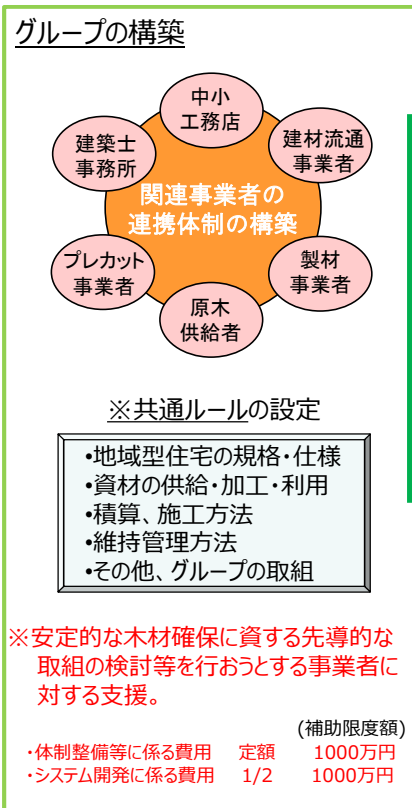 グループの構築
中小
工務店
建築士
事務所
建材流通
事業者
関連事業者の
連携体制の構築
プレカット
事業者
製材
事業者
原木
供給者
※共通ルールの設定
•地域型住宅の規格・仕様
•資材の供給・加工・利用
•積算、施工方法
•維持管理方法
•その他、グループの取組
※安定的な木材確保に資する先導的な
取組の検討等を行おうとする事業者に
対する支援。
(補助限度額)
・体制整備等に係る費用 定額 1000万円
・システム開発に係る費用 1/2 1000万円